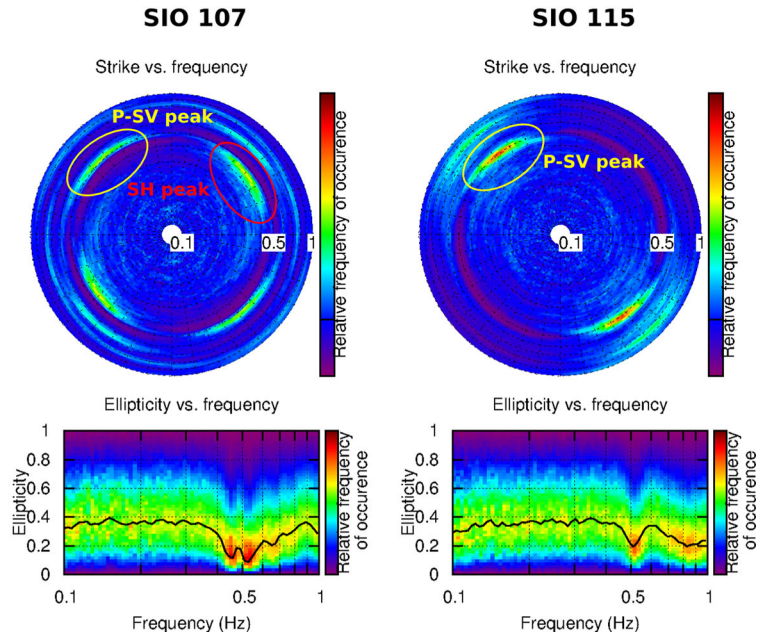 SIO 107
SIO 115
Strike vs. frequency
Strike vs. frequency
P-SV peak
SH peak
0.1
0.5
1
Relative frequency of occurence
P-SV peak
0.1
0.5
1
Relative frequency of occurence
Ellipticity vs. frequency
Ellipticity vs. frequency
Ellipticity
1
0.8
0.6
0.4
0.2
0
0.1
0.5
1
Frequency (Hz)
Relative frequency
of occurence
Ellipticity
1
0.8
0.6
0.4
0.2
0
0.1
0.5
1
Frequency (Hz)
Relative frequency
of occurence